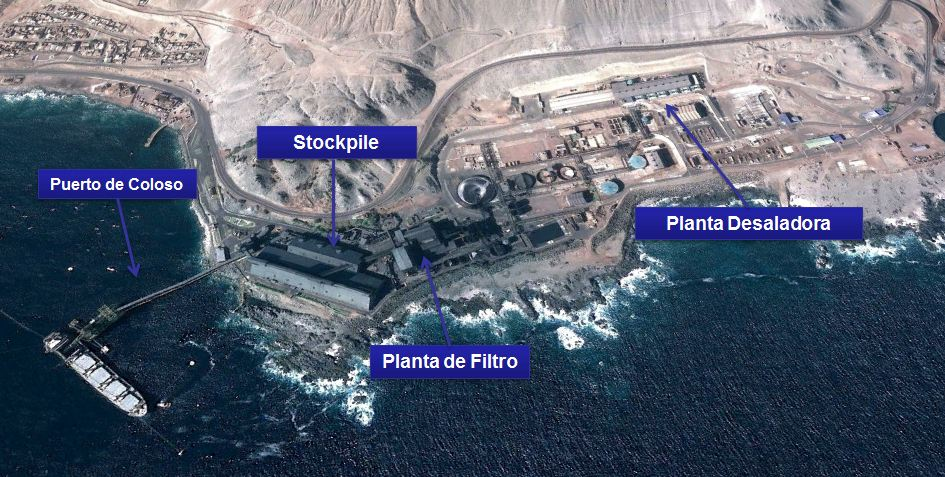 Stockpile
Puerto de Coloso
Planta Desaladora
Planta de Filtro